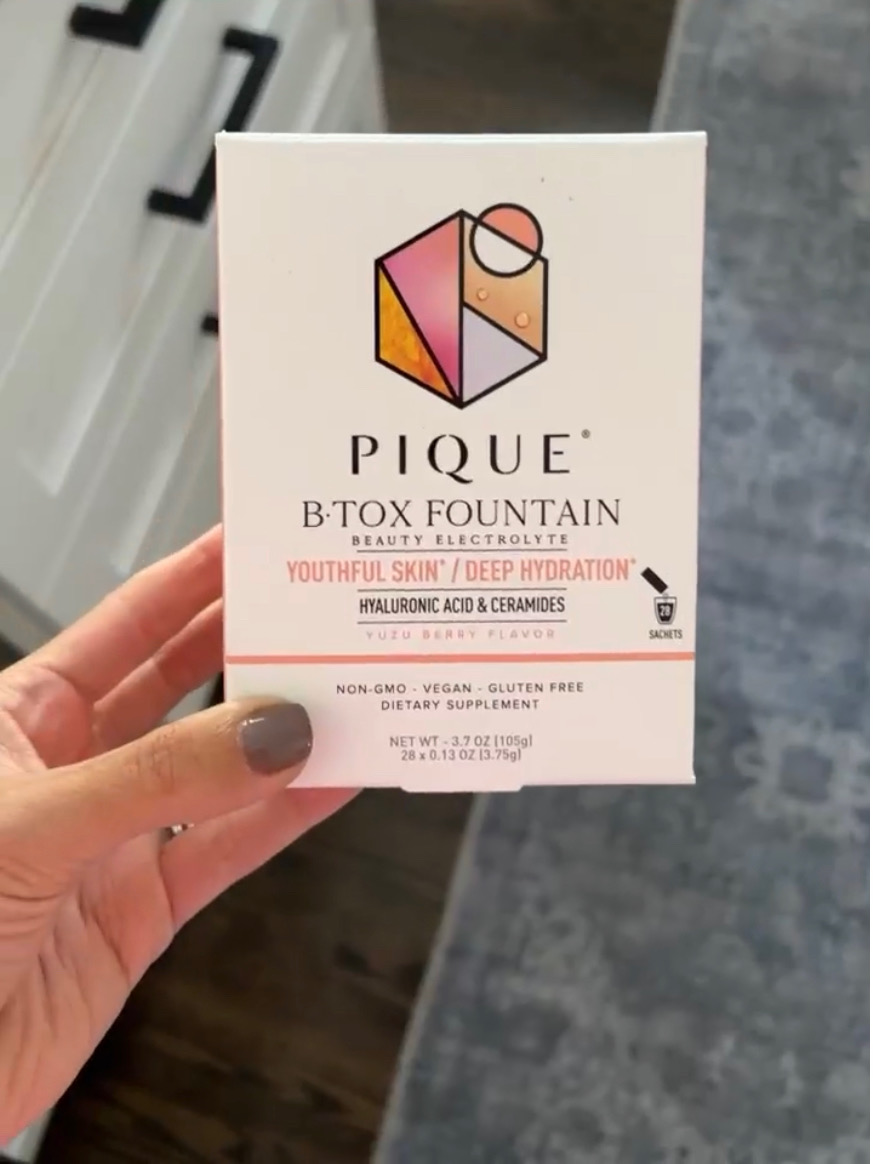 PIQUE®
B·TOX FOUNTAIN
BEAUTY ELECTROLYTE
YOUTHFUL SKIN* / DEEP HYDRATION*
HYALURONIC ACID & CERAMIDES
YUZU BERRY FLAVOR
28
SACHETS
NON-GMO - VEGAN - GLUTEN FREE
DIETARY SUPPLEMENT
NET WT - 3.7 OZ (105g)
28 x 0.13 OZ (3.75g)